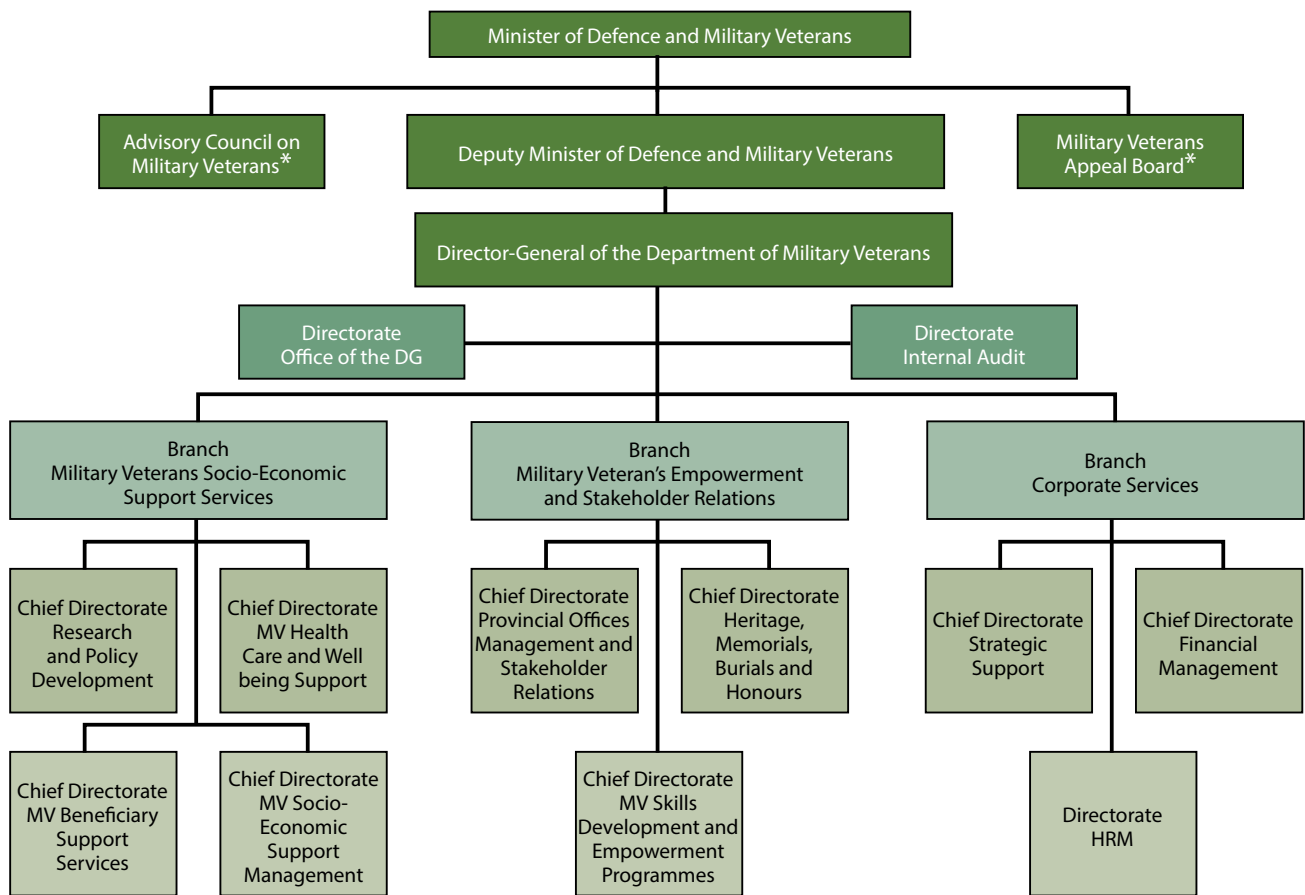 Minister of Defence and Military Veterans
Advisory Council on
Military Veterans*
Deputy Minister of Defence and Military Veterans
Military Veterans
Appeal Board*
Director-General of the Department of Military Veterans
Directorate
Office of the DG
Directorate
Internal Audit
Branch
Military Veterans Socio-Economic
Support Services
Branch
Military Veteran’s Empowerment
and Stakeholder Relations
Branch
Corporate Services
Chief Directorate
Research
and Policy
Development
Chief Directorate
MV Health
Care and Well
being Support
Chief Directorate
Provincial Offices
Management and
Stakeholder
Relations
Chief Directorate
Heritage,
Memorials,
Burials and
Honours
Chief Directorate
Strategic
Support
Chief Directorate
Financial
Management
Chief Directorate
MV Beneficiary
Support
Services
Chief Directorate
MV Socio-
Economic
Support
Management
Chief Directorate
MV Skills
Development and
Empowerment
Programmes
Directorate
HRM